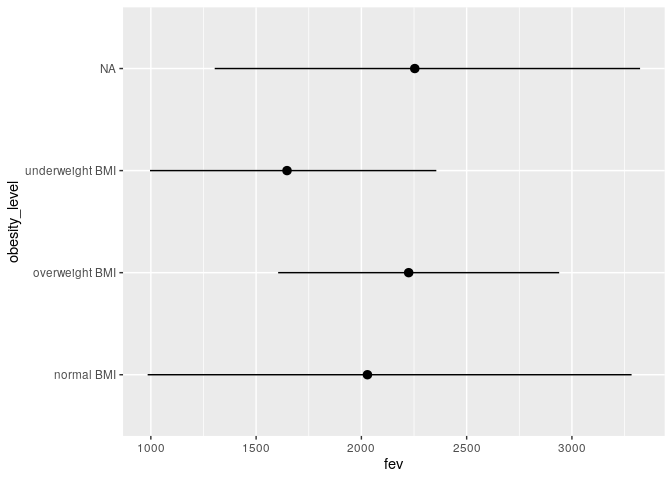 NA
underweight BMI
overweight BMI
normal BMI
obesity_level
1000 1500 2000 2500 3000
fev